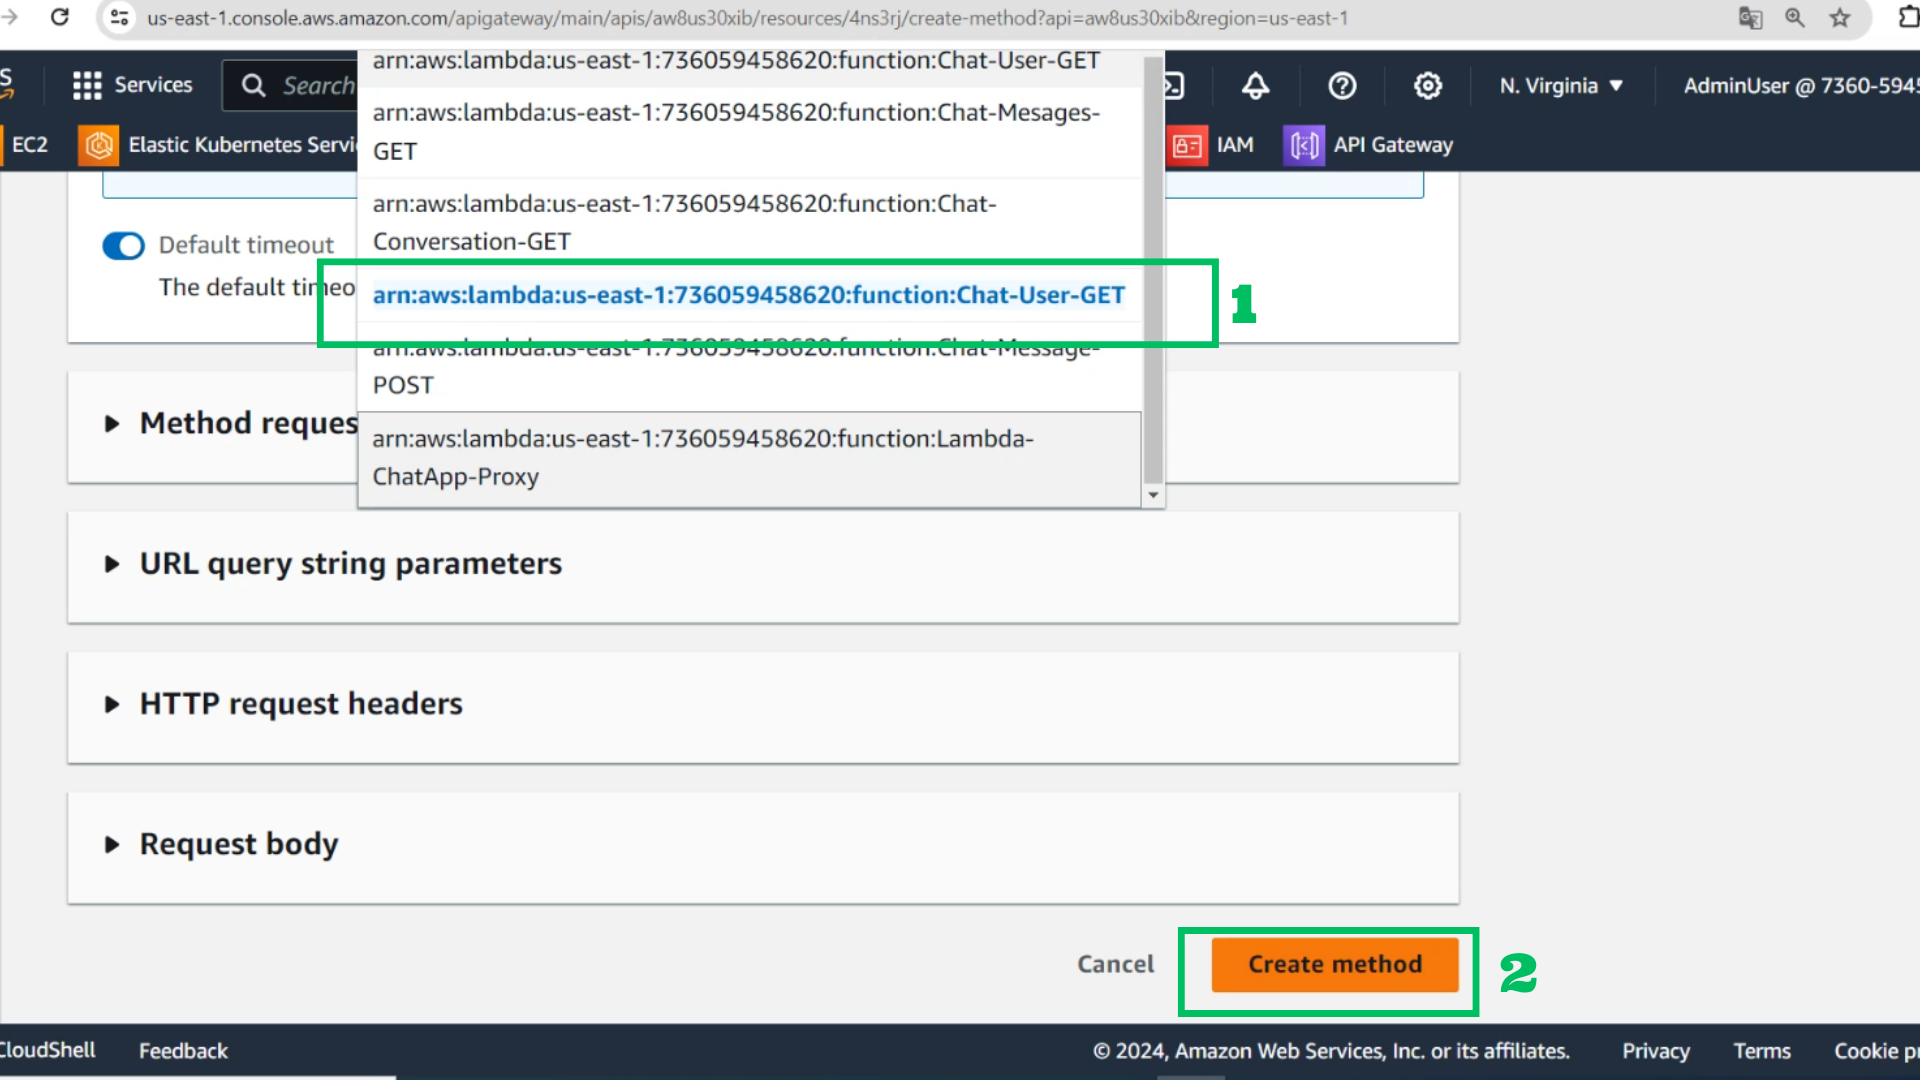 us-east-1.console.aws.amazon.com/apigateway/main/apis/aw8us30xib/resources/4ns3rj/create-method?api=aw8us30xib&region=us-east-1
Services
Search
N. Virginia
AdminUser @ 7360-5945
EC2
Elastic Kubernetes Servi
IAM
API Gateway
arn:aws:lambda:us-east-1:736059458620:function:Chat-User-GET
arn:aws:lambda:us-east-1:736059458620:function:Chat-Mesages-
GET
arn:aws:lambda:us-east-1:736059458620:function:Chat-
Conversation-GET
arn:aws:lambda:us-east-1:736059458620:function:Chat-User-GET
1
arn:aws:lambda:us-east-1:736059458620:function:Chat-Message-
POST
arn:aws:lambda:us-east-1:736059458620:function:Lambda-
ChatApp-Proxy
Default timeout
The default timeo
Method reques
URL query string parameters
HTTP request headers
Request body
Cancel
Create method
2
CloudShell
Feedback
© 2024, Amazon Web Services, Inc. or its affiliates.
Privacy
Terms
Cookie pr